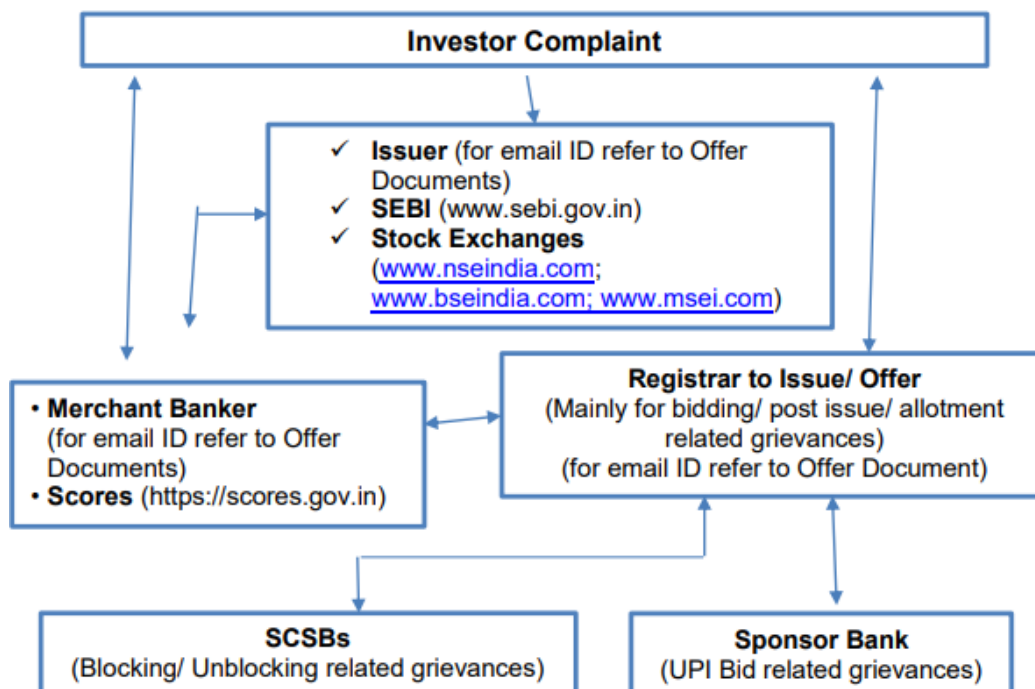 Investor Complaint
✓ Issuer (for email ID refer to Offer
Documents)
✓ SEBI (www.sebi.gov.in)
✓ Stock Exchanges
(www.nseindia.com;
www.bseindia.com; www.msei.com)
• Merchant Banker
(for email ID refer to Offer
Documents)
• Scores (https://scores.gov.in)
Registrar to Issue/ Offer
(Mainly for bidding/ post issue/ allotment
related grievances)
(for email ID refer to Offer Document)
SCSBs
(Blocking/ Unblocking related grievances)
Sponsor Bank
(UPI Bid related grievances)